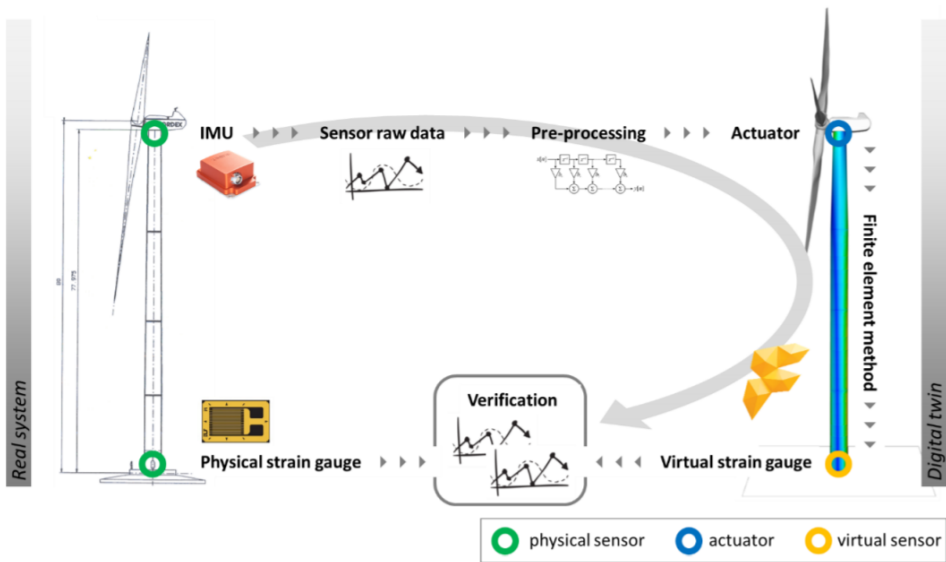 IMU
Sensor raw data
Pre-processing
Actuator
Finite element method
Real system
Digital twin
Verification
Physical strain gauge
Virtual strain gauge
physical sensor
actuator
virtual sensor